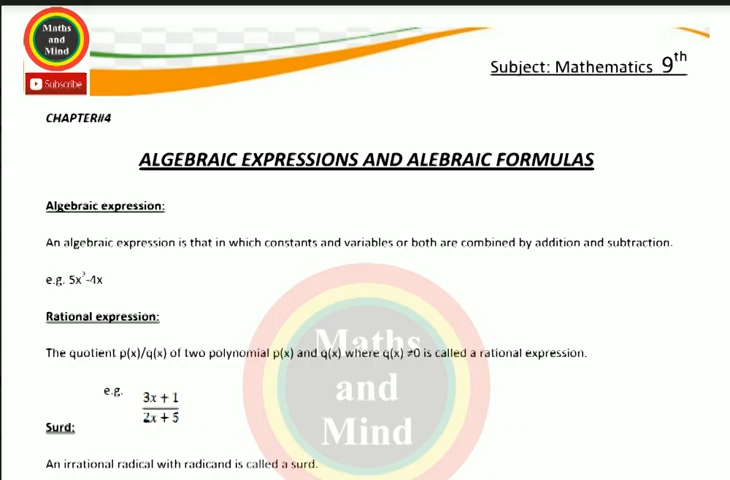 Maths
and
Mind
Subscribe
Subject: Mathematics 9th
CHAPTER#4
ALGEBRAIC EXPRESSIONS AND ALEBRAIC FORMULAS
Algebraic expression:
An algebraic expression is that in which constants and variables or both are combined by addition and subtraction.
e.g. 5x²-4x
Rational expression:
Maths
The quotient p(x)/q(x) of two polynomial p(x) and q(x) where q(x) ≠0 is called a rational expression.
and
e.g.
3x + 1
2x + 5
Mind
Surd:
An irrational radical with radicand is called a surd.